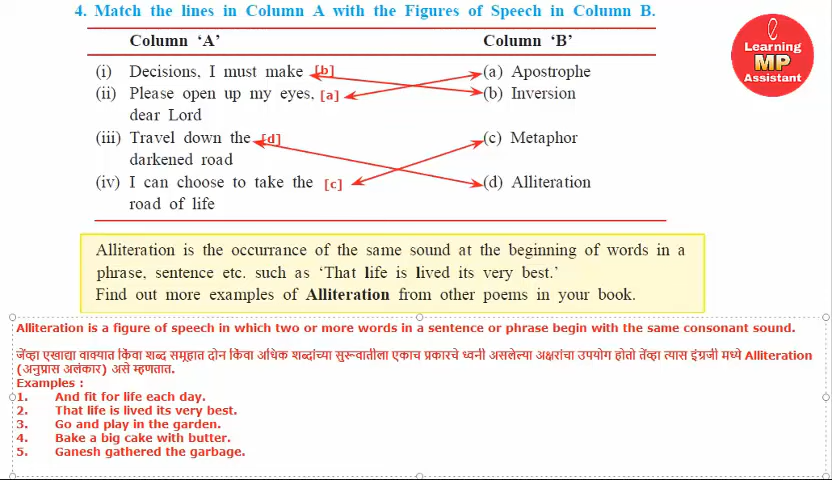 4. Match the lines in Column A with the Figures of Speech in Column B.
Column ‘A’ Column ‘B’
(i) Decisions, I must make [b] (a) Apostrophe
(ii) Please open up my eyes, [a] (b) Inversion
dear Lord
(iii) Travel down the [d] (c) Metaphor
darkened road
(iv) I can choose to take the [c] (d) Alliteration
road of life
Learning
MP
Assistant
Alliteration is the occurrance of the same sound at the beginning of words in a
phrase, sentence etc. such as ‘That life is lived its very best.’
Find out more examples of Alliteration from other poems in your book.
Alliteration is a figure of speech in which two or more words in a sentence or phrase begin with the same consonant sound.
जेंव्हा एखाद्या वाक्यात किंवा शब्द समूहात दोन किंवा अधिक शब्दांच्या सुरूवातीला एकाच प्रकारचे ध्वनी असलेल्या अक्षरांचा उपयोग होतो तेंव्हा त्यास इंग्रजी मध्ये Alliteration
(अनुप्रास अलंकार) असे म्हणतात.
Examples :
1. And fit for life each day.
2. That life is lived its very best.
3. Go and play in the garden.
4. Bake a big cake with butter.
5. Ganesh gathered the garbage.